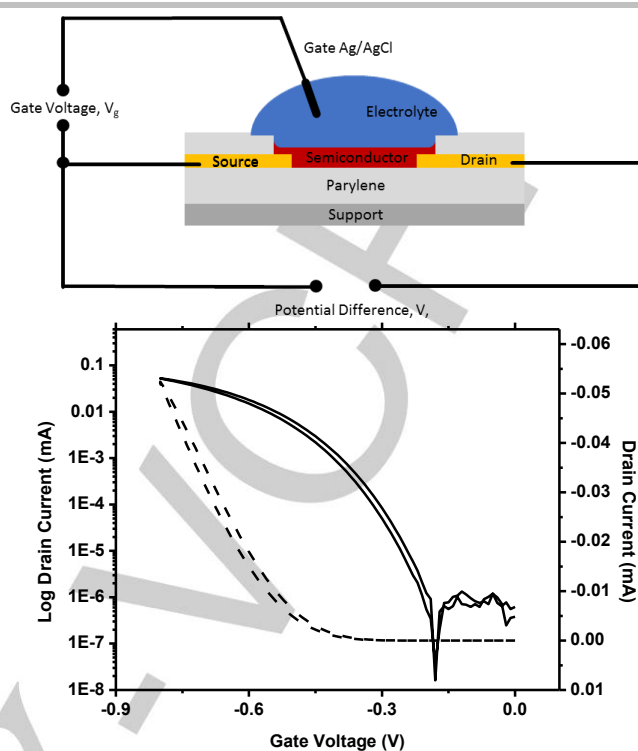 Gate Ag/AgCl
Gate Voltage, Vg
Electrolyte
Semiconductor
Source
Drain
Parylene
Support
Potential Difference, V,
Log Drain Current (mA)
0.1
0.01
1E-3
1E-4
1E-5
1E-6
1E-7
1E-8
-0.9
-0.6
-0.3
0.0
Gate Voltage (V)
-0.06
-0.05
-0.04
-0.03
-0.02
-0.01
0.00
0.01
Drain Current (mA)